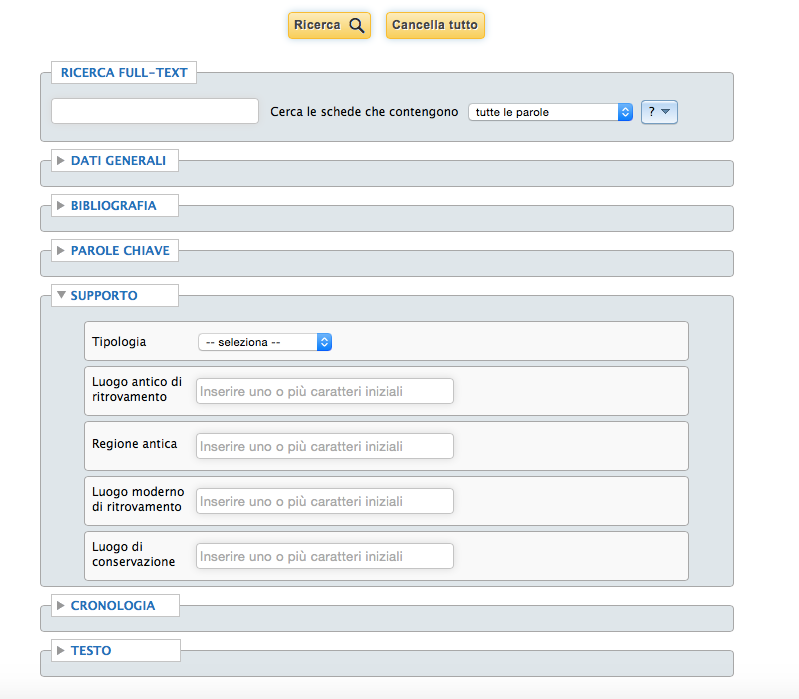 Ricerca Cancella tutto
RICERCA FULL-TEXT
Cerca le schede che contengono tutte le parole ?
DATI GENERALI
BIBLIOGRAFIA
PAROLE CHIAVE
SUPPORTO
Tipologia -- seleziona --
Luogo antico di
ritrovamento
Inserire uno o più caratteri iniziali
Regione antica Inserire uno o più caratteri iniziali
Luogo moderno
di ritrovamento
Inserire uno o più caratteri iniziali
Luogo di
conservazione
Inserire uno o più caratteri iniziali
CRONOLOGIA
TESTO